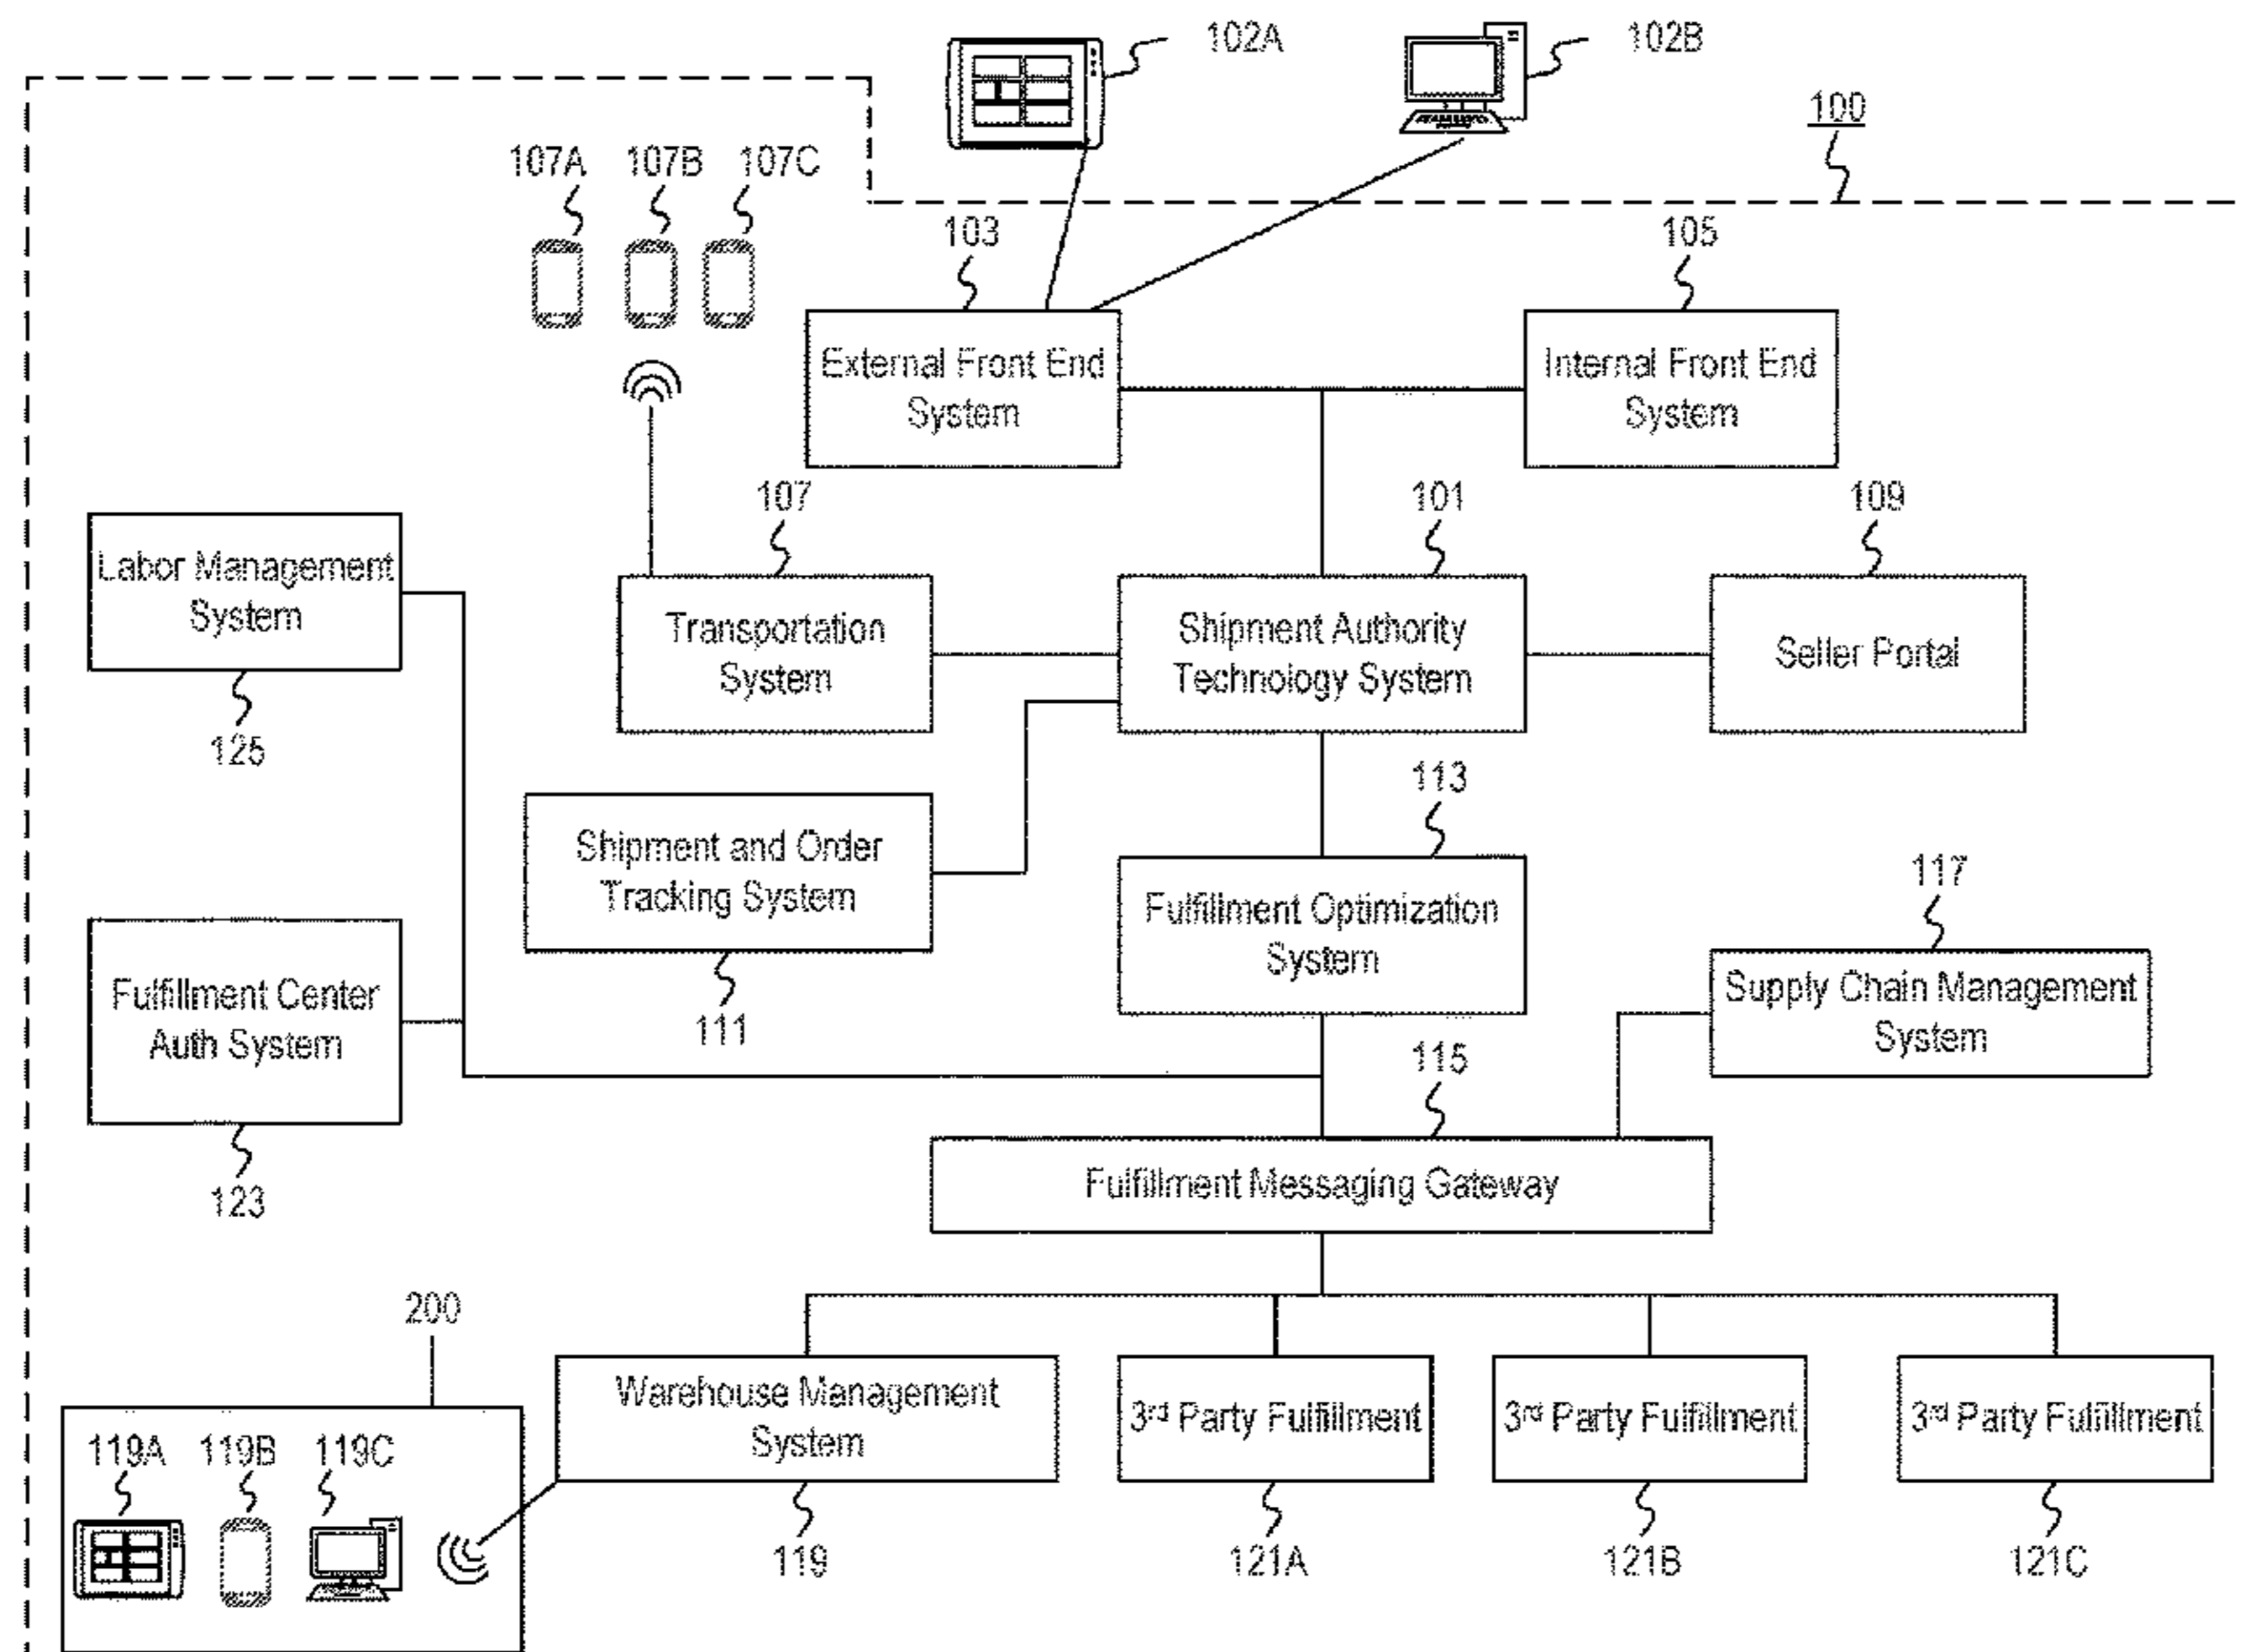 102A
102B
100
107A
107B
107C
103
105
External Front End
System
Internal Front End
System
107
101
109
Labor Management
System
125
Transportation
System
Shipment Authority
Technology System
Seller Portal
113
Shipment and Order
Tracking System
111
Fulfillment Optimization
System
117
Supply Chain Management
System
Fulfillment Center
Auth System
123
115
Fulfillment Messaging Gateway
200
119A
119B
119C
Warehouse Management
System
119
3rd Party Fulfillment
121A
3rd Party Fulfillment
121B
3rd Party Fulfillment
121C